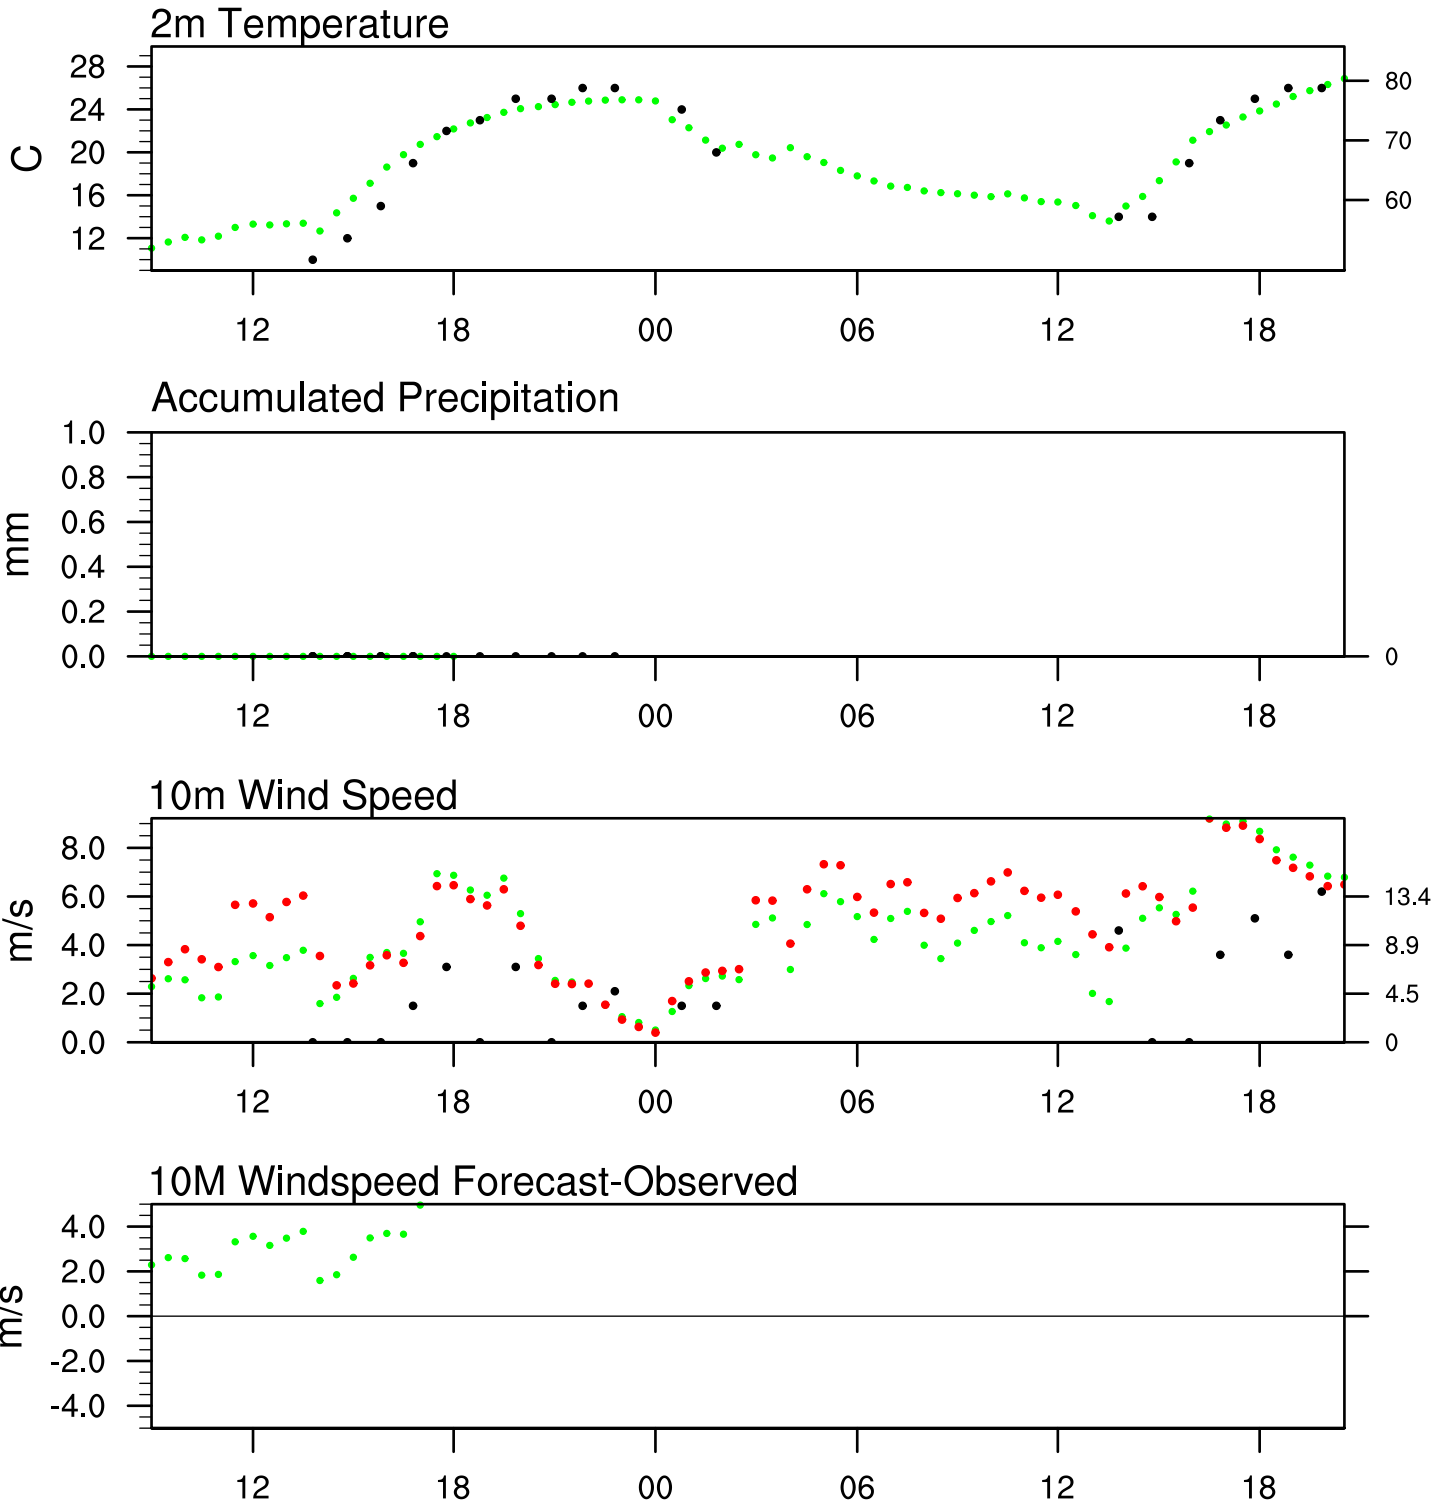 2m Temperature
28
24
20
16
12
C
80
70
60
12 18 00 06 12 18
Accumulated Precipitation
1.0
0.8
0.6
0.4
0.2
0.0
mm
0
12 18 00 06 12 18
10m Wind Speed
8.0
6.0
4.0
2.0
0.0
m/s
13.4
8.9
4.5
0
12 18 00 06 12 18
10M Windspeed Forecast-Observed
4.0
2.0
0.0
-2.0
-4.0
m/s
12 18 00 06 12 18